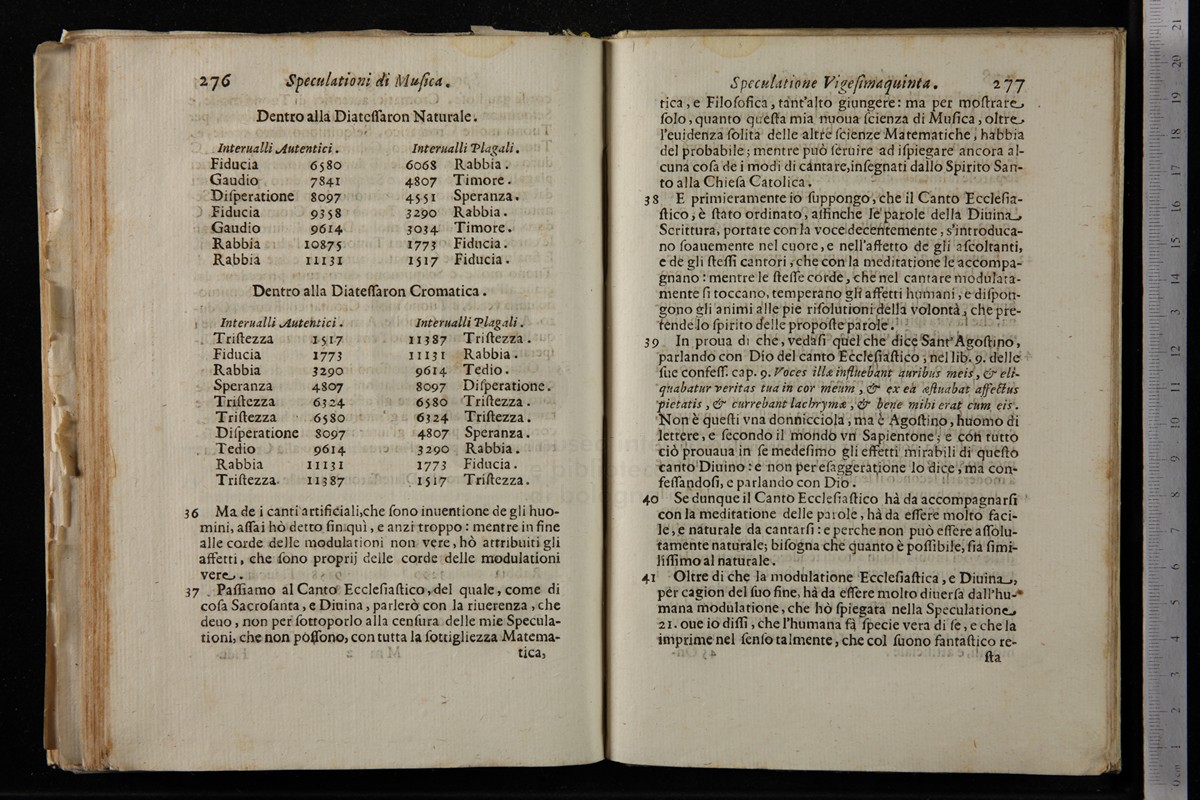 276 Speculationi di Muſica.
Dentro alla Diateſſaron Naturale.
Interualli Autentici. Interualli Plagali.
Fiducia 6580 6068 Rabbia.
Gaudio 7841 4807 Timore.
Diſperatione 8097 4551 Speranza.
Fiducia 9358 3290 Rabbia.
Gaudio 9614 3034 Timore.
Rabbia 10875 1773 Fiducia.
Rabbia 11131 1517 Fiducia.
Dentro alla Diateſſaron Cromatica.
Interualli Autentici. Interualli Plagali.
Triſtezza 1517 11387 Triſtezza.
Fiducia 1773 11131 Rabbia.
Rabbia 3290 9614 Tedio.
Speranza 4807 8097 Diſperatione.
Triſtezza 6324 6580 Triſtezza.
Triſtezza 6580 6324 Triſtezza.
Diſperatione 8097 4807 Speranza.
Tedio 9614 3290 Rabbia.
Rabbia 11131 1773 Fiducia.
Triſtezza 11387 1517 Triſtezza.
36 Ma de i canti artificiali,che ſono inuentione de gli huo-
mini, aſſai hò detto fin quì, e anzi troppo : mentre in fine
alle corde delle modulationi non vere, hò attribuiti gli
affetti, che ſono proprij delle corde delle modulationi
vere.
37 Paſſiamo al Canto Eccleſiaſtico, del quale, come di
coſa Sacroſanta, e Diuina, parlerò con la riuerenza , che
deuo , non per ſottoporlo alla cenſura delle mie Specula-
tioni, che non poſſono, con tutta la ſottigliezza Matema-
tica,
Speculatione Vigeſimaquinta. 277
tica, e Filoſofica, tant'alto giungere: ma per moſtrare
ſolo, quanto queſta mia nuoua ſcienza di Muſica, oltre
l'euidenza ſolita delle altre ſcienze Matematiche, habbia
del probabile ; mentre può ſeruire ad iſpiegare ancora al-
cuna coſa de i modi di cantare,inſegnati dallo Spirito San-
to alla Chieſa Catolica.
38 E primieramente io ſuppongo, che il Canto Eccleſia-
ſtico, è ſtato ordinato, affinche le parole della Diuina
Scrittura, portate con la voce decentemente, s'introduca-
no ſoauemente nel cuore, e nell'affetto de gli aſcoltanti,
e de gli ſteſſi cantori, che con la meditatione le accompa-
gnano : mentre le ſteſſe corde, che nel cantare modulata-
mente ſi toccano, temperano gli affetti humani, e diſpon-
gono gli animi alle pie riſolutioni della volontà, che pre-
tende lo ſpirito delle propoſte parole.
39 In proua di che, vedaſi quel che dice Sant'Agoſtino,
parlando con Dio del canto Eccleſiaſtico ; nel lib. 9. delle
ſue confeſſ. cap. 9. Voces illæ influebant auribus meis, & eli-
quabatur veritas tua in cor meum , & ex ea æſtuabat affectus
pietatis , & currebant lachrymæ , & bene mihi erat cum eis.
Non è queſti vna donnicciola, ma è Agoſtino, huomo di
lettere, e ſecondo il mondo vn Sapientone; e con tutto
ciò prouaua in ſe medeſimo gli effetti mirabili di queſto
canto Diuino : e non per eſaggeratione lo dice, ma con-
feſſandoſi, e parlando con Dio.
40 Se dunque il Canto Eccleſiaſtico hà da accompagnarſi
con la meditatione delle parole, hà da eſſere molto faci-
le, e naturale da cantarſi : e perche non può eſſere aſſolu-
tamente naturale; biſogna che quanto è poſſibile, ſia ſimi-
liſſimo al naturale.
41 Oltre di che la modulatione Eccleſiaſtica, e Diuina,
per cagion del ſuo fine, hà da eſſere molto diuerſa dall'hu-
mana modulatione, che hò ſpiegata nella Speculatione
21. oue io diſſi, che l'humana fà ſpecie vera di ſe, e che la
imprime nel ſenſo talmente, che col ſuono fantaſtico re-
ſta